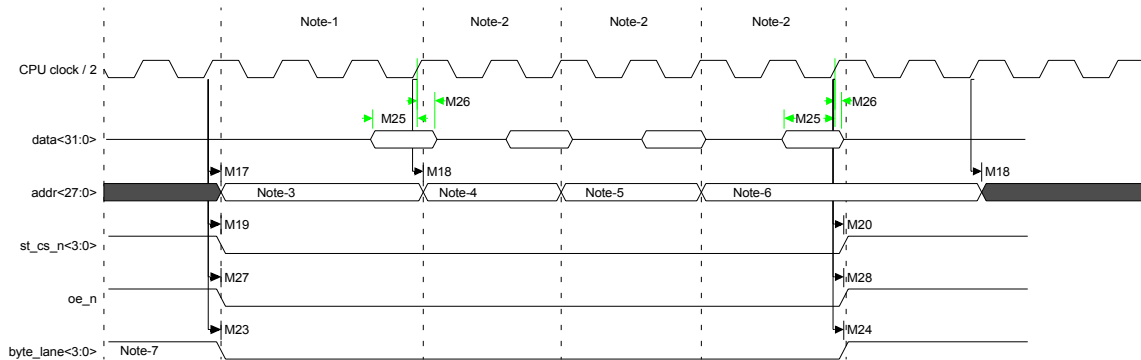 Note-1 Note-2 Note-2 Note-2
CPU clock / 2
M26 M26
M25 M25
data<31:0>
M17 M18 M18
addr<27:0> Note-3 Note-4 Note-5 Note-6
M19 M20
st_cs_n<3:0>
M27 M28
oe_n
M23 M24
byte_lane<3:0> Note-7